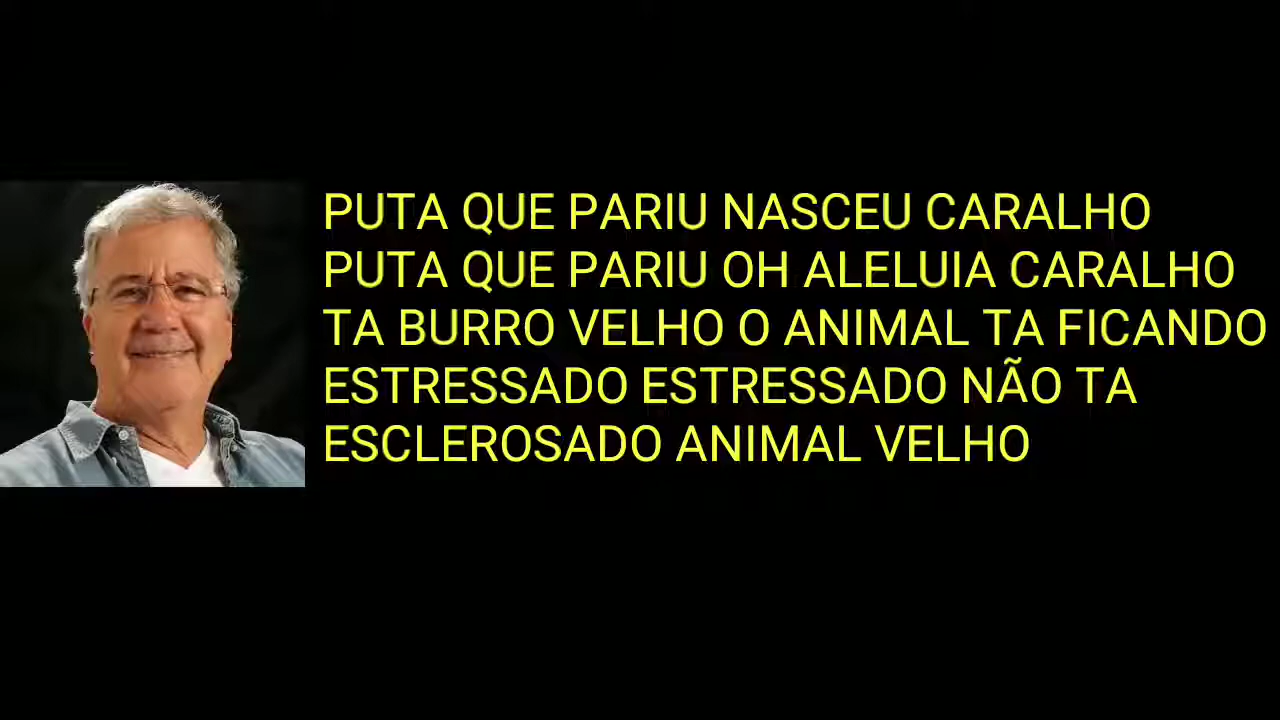 PUTA QUE PARIU NASCEU CARALHO
PUTA QUE PARIU OH ALELUIA CARALHO
TA BURRO VELHO O ANIMAL TA FICANDO
ESTRESSADO ESTRESSADO NÃO TA
ESCLEROSADO ANIMAL VELHO